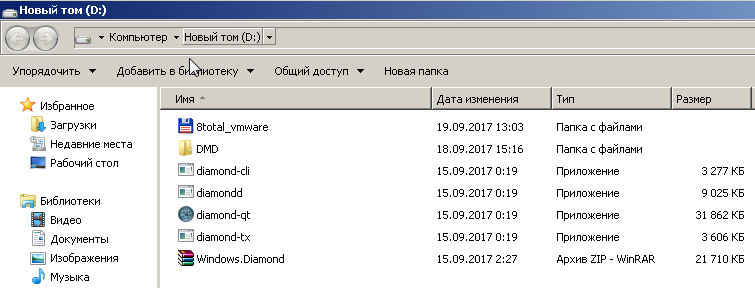 Новый том (D:)
Компьютер Новый том (D:)
Упорядочить Добавить в библиотеку Общий доступ Новая папка
Избранное
Загрузки
Недавние места
Рабочий стол
Библиотеки
Видео
Документы
Изображения
Музыка
Имя Дата изменения Тип Размер
8total_vmware 19.09.2017 13:03 Папка с файлами
DMD 18.09.2017 15:16 Папка с файлами
diamond-cli 15.09.2017 0:19 Приложение 3 277 КБ
diamondd 15.09.2017 0:19 Приложение 9 025 КБ
diamond-qt 15.09.2017 0:19 Приложение 31 862 КБ
diamond-tx 15.09.2017 0:19 Приложение 3 606 КБ
Windows.Diamond 15.09.2017 2:27 Архив ZIP - WinRAR 21 710 КБ